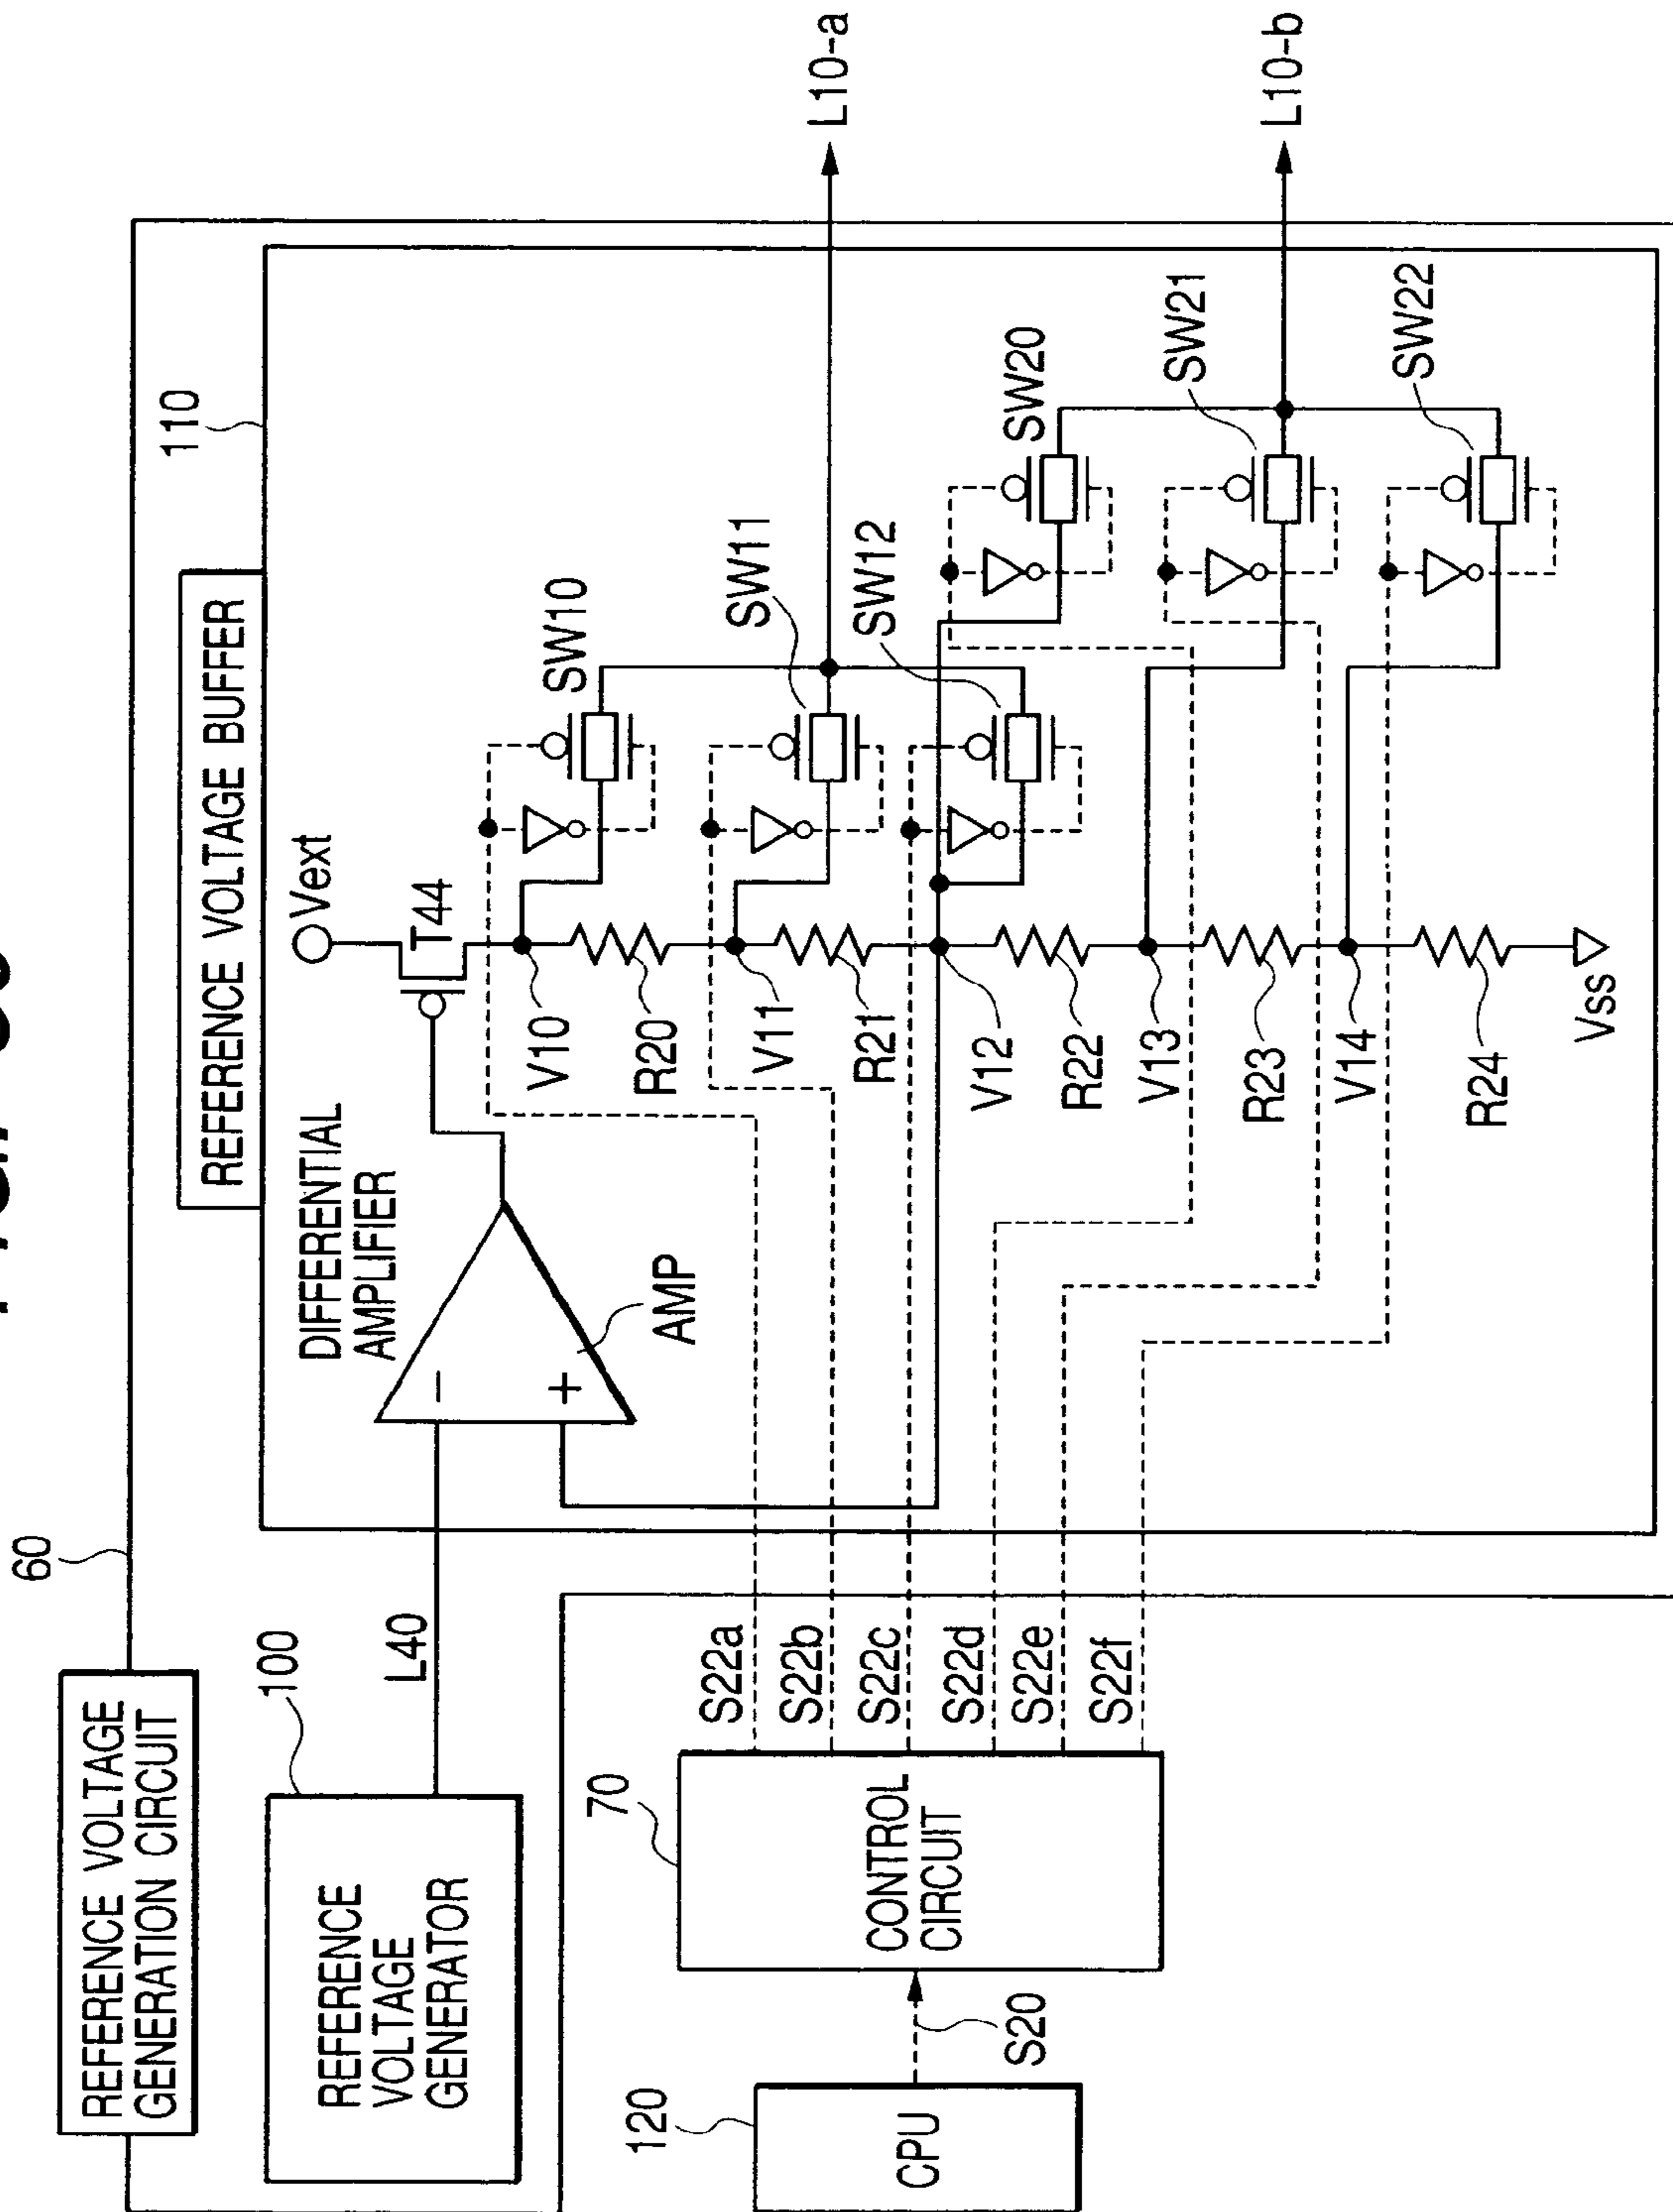 60
REFERENCE VOLTAGE
GENERATION CIRCUIT
110
REFERENCE VOLTAGE BUFFER
100
REFERENCE
VOLTAGE
GENERATOR
L40
DIFFERENTIAL
AMPLIFIER
−
+
AMP
Vext
T44
V10
R20
V11
R21
V12
R22
V13
R23
V14
R24
Vss
SW10
SW11
SW12
SW20
SW21
SW22
L10-a
L10-b
120
CPU
S20
70
CONTROL
CIRCUIT
S22a
S22b
S22c
S22d
S22e
S22f